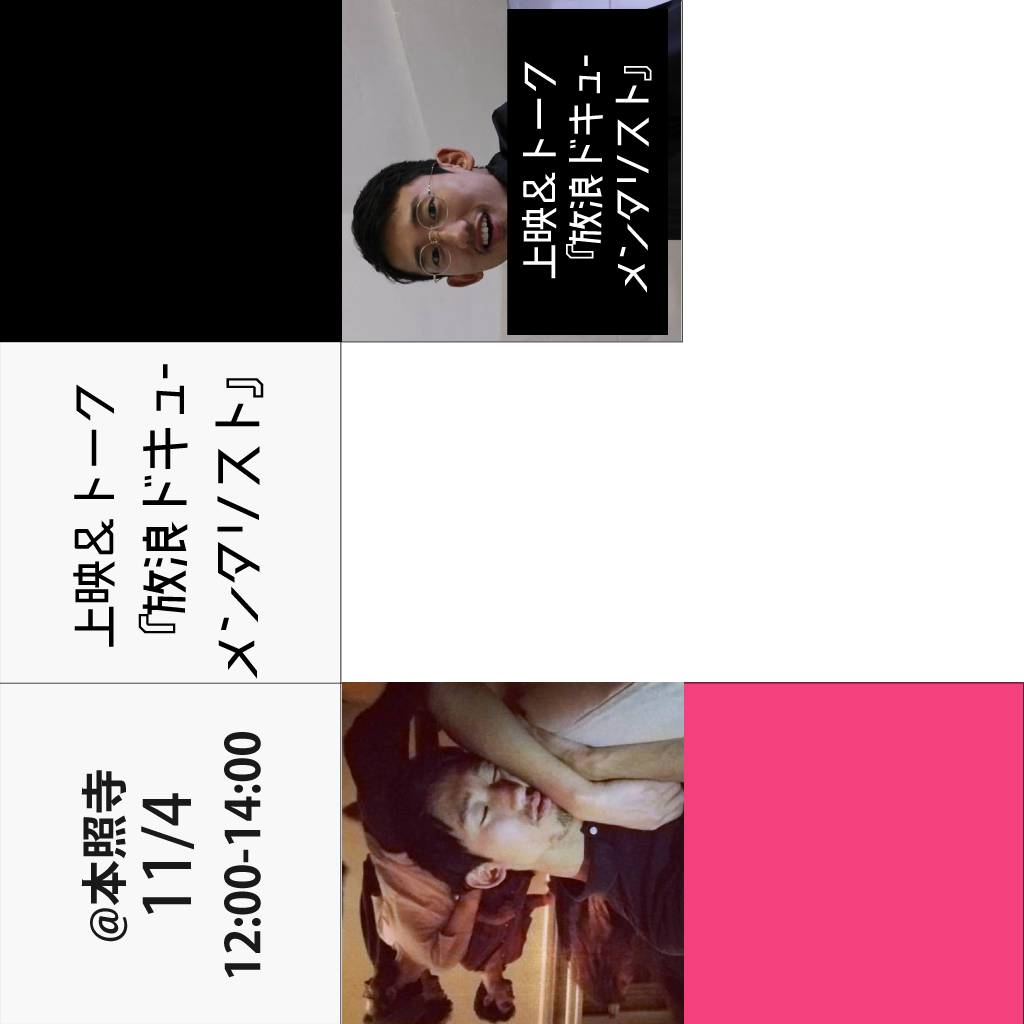 上映&トーク
『放浪ドキュ-
メンタリスト』
上映&トーク
『放浪ドキュ-
メンタリスト』
@本照寺
11/4
12:00-14:00